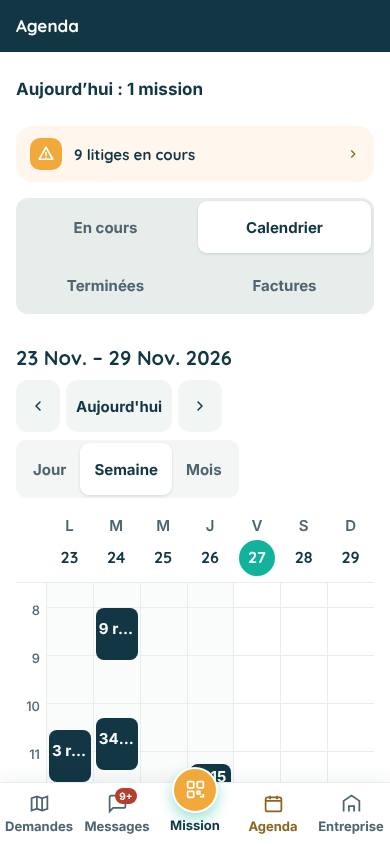 Agenda
Aujourd'hui : 1 mission
9 litiges en cours
En cours
Calendrier
Terminées
Factures
23 Nov. – 29 Nov. 2026
Aujourd'hui
Jour
Semaine
Mois
L M M J V S D
23 24 25 26 27 28 29
8
9 r...
9
10
34...
3 r...
11
15
9+
Demandes
Messages
Mission
Agenda
Entreprise